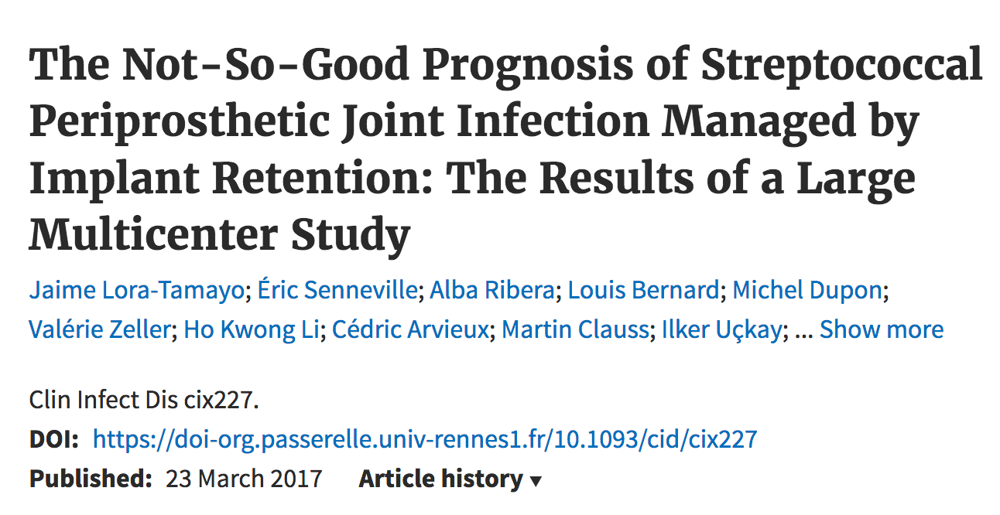 The Not-So-Good Prognosis of Streptococcal
Periprosthetic Joint Infection Managed by
Implant Retention: The Results of a Large
Multicenter Study
Jaime Lora-Tamayo; Éric Senneville; Alba Ribera; Louis Bernard; Michel Dupon;
Valérie Zeller; Ho Kwong Li; Cédric Arvieux; Martin Clauss; Ilker Uçkay; ... Show more
Clin Infect Dis cix227.
DOI: https://doi-org.passerelle.univ-rennes1.fr/10.1093/cid/cix227
Published: 23 March 2017 Article history ▾